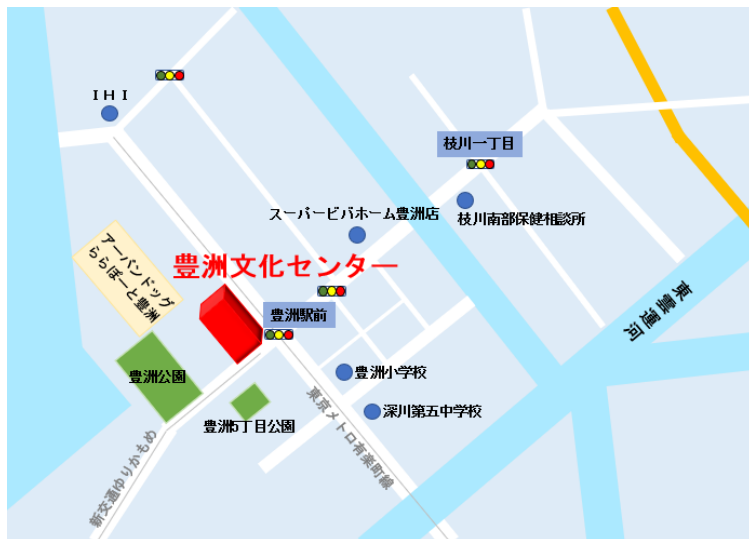 ＩＨＩ
枝川一丁目
スーパービバホーム豊洲店
枝川南部保健相談所
アーバンドッグ
ららぽーと豊洲
豊洲文化センター
東雲運河
豊洲駅前
豊洲公園
豊洲小学校
豊洲5丁目公園
深川第五中学校
東京メトロ有楽町線
新交通ゆりかもめ